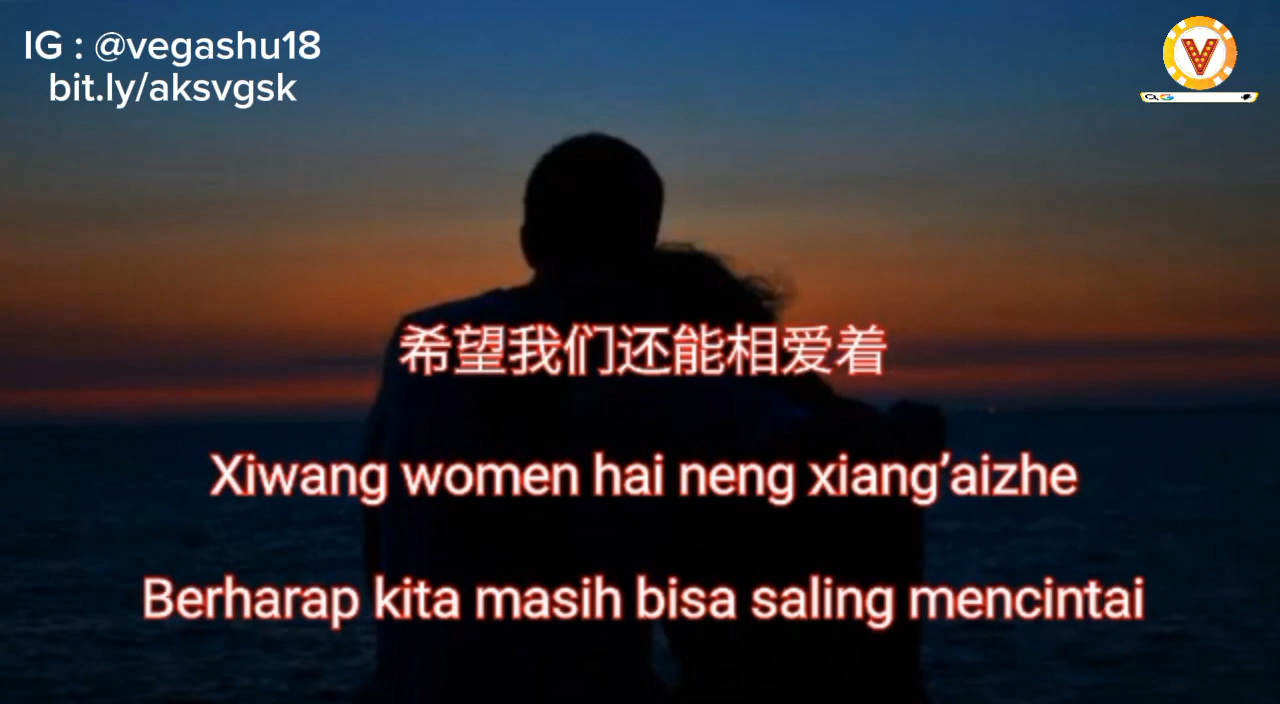 IG : @vegashu18
bit.ly/aksvgsk
V
希望我们还能相爱着
Xiwang women hai neng xiang’aizhe
Berharap kita masih bisa saling mencintai